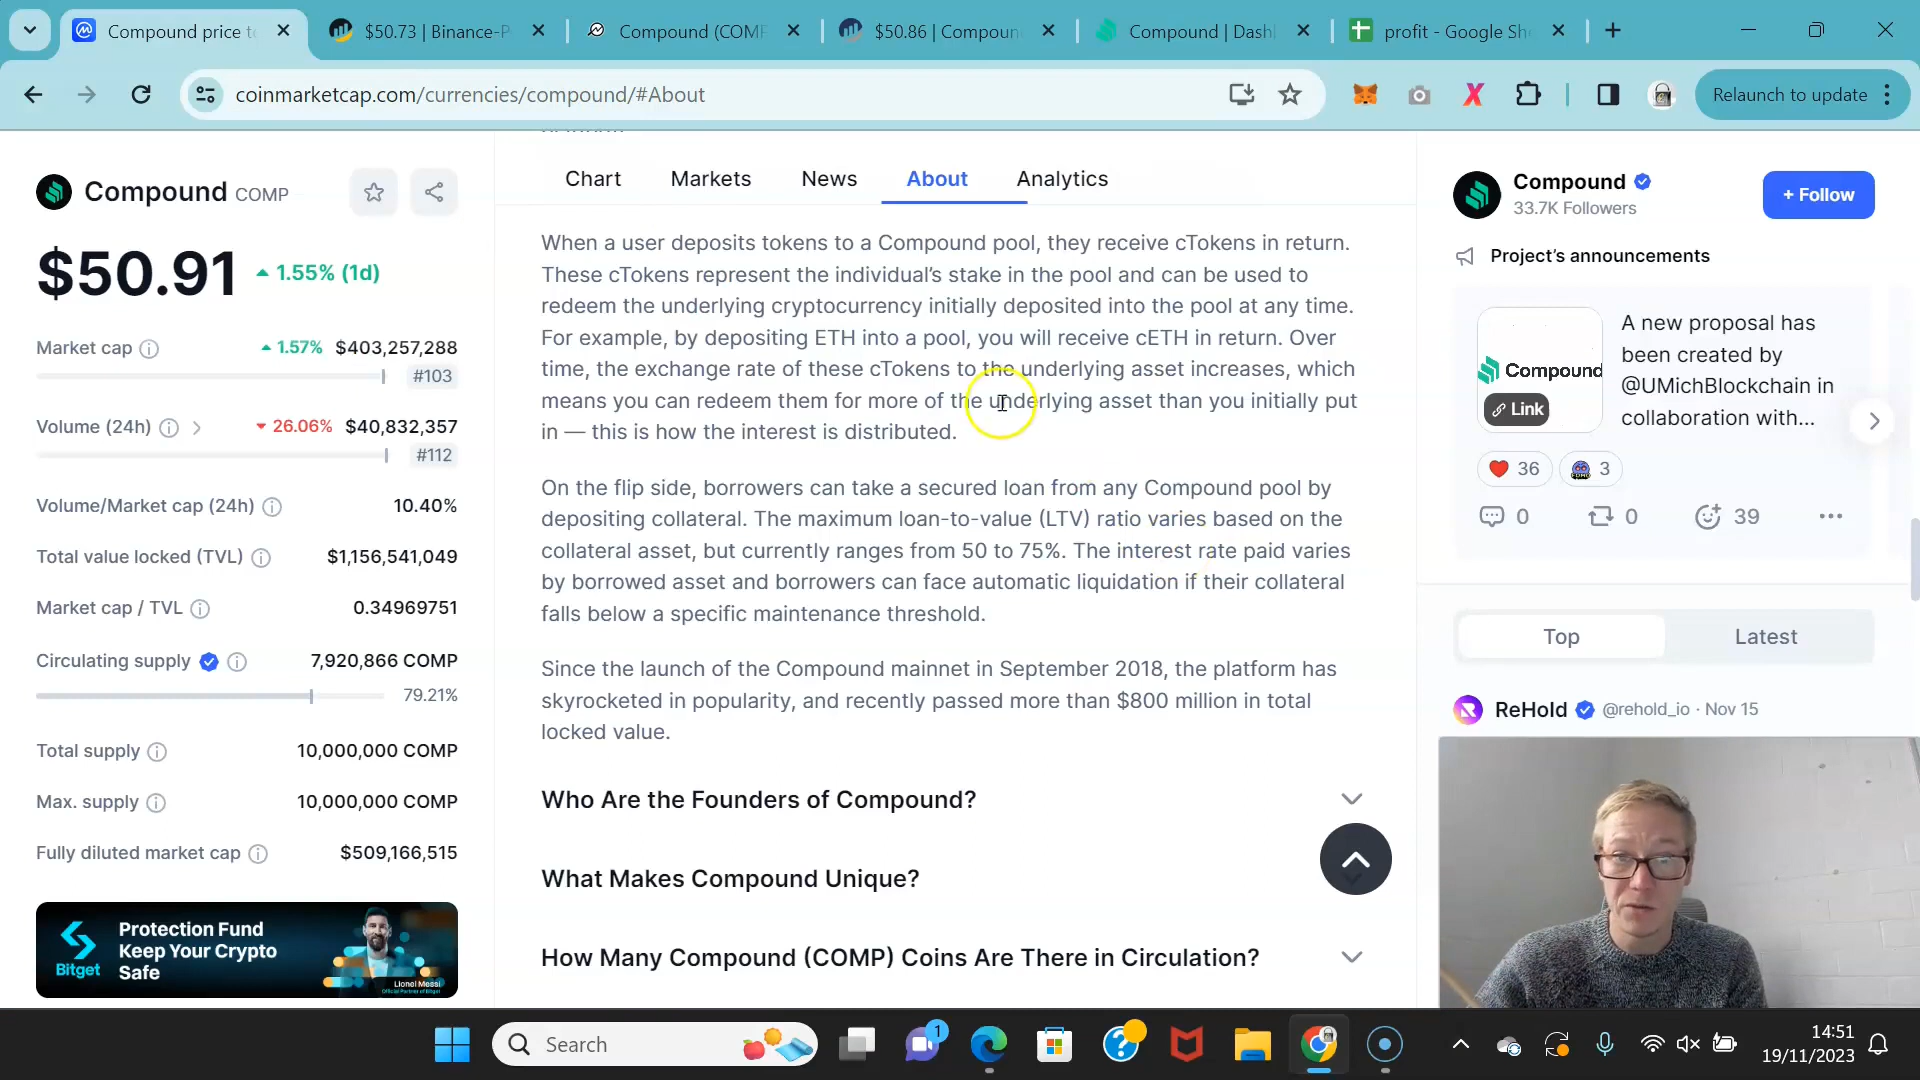 Compound price to
$50.73 | Binance-P
Compound (COMP
$50.86 | Compoun
Compound | Dash
profit - Google She
coinmarketcap.com/currencies/compound/#About
Relaunch to update
Compound COMP
$50.91
1.55% (1d)
Market cap
1.57% $403,257,288
#103
Volume (24h)
26.06% $40,832,357
#112
Volume/Market cap (24h)
10.40%
Total value locked (TVL)
$1,156,541,049
Market cap / TVL
0.34969751
Circulating supply
7,920,866 COMP
79.21%
Total supply
10,000,000 COMP
Max. supply
10,000,000 COMP
Fully diluted market cap
$509,166,515
Bitget
Protection Fund
Keep Your Crypto
Safe
Lionel Messi
Official Partner of Bitget
Chart
Markets
News
About
Analytics
When a user deposits tokens to a Compound pool, they receive cTokens in return.
These cTokens represent the individual’s stake in the pool and can be used to
redeem the underlying cryptocurrency initially deposited into the pool at any time.
For example, by depositing ETH into a pool, you will receive cETH in return. Over
time, the exchange rate of these cTokens to the underlying asset increases, which
means you can redeem them for more of the underlying asset than you initially put
in — this is how the interest is distributed.
On the flip side, borrowers can take a secured loan from any Compound pool by
depositing collateral. The maximum loan-to-value (LTV) ratio varies based on the
collateral asset, but currently ranges from 50 to 75%. The interest rate paid varies
by borrowed asset and borrowers can face automatic liquidation if their collateral
falls below a specific maintenance threshold.
Since the launch of the Compound mainnet in September 2018, the platform has
skyrocketed in popularity, and recently passed more than $800 million in total
locked value.
Who Are the Founders of Compound?
What Makes Compound Unique?
How Many Compound (COMP) Coins Are There in Circulation?
Compound
33.7K Followers
+ Follow
Project’s announcements
Compound
Link
A new proposal has
been created by
@UMichBlockchain in
collaboration with...
36
3
0
0
39
Top
Latest
ReHold
@rehold_io · Nov 15
Search
1
14:51
19/11/2023